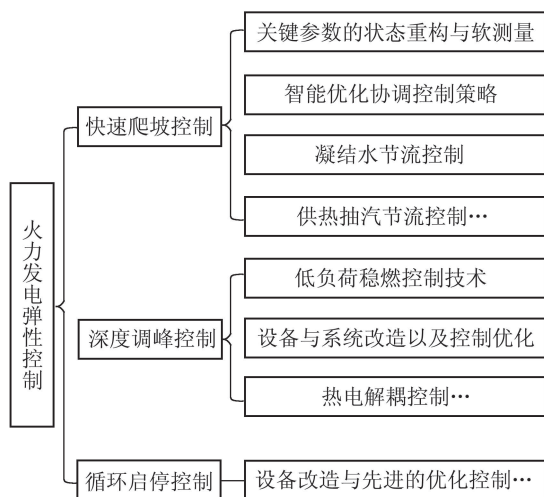 火力发电弹性控制
快速爬坡控制
关键参数的状态重构与软测量
智能优化协调控制策略
凝结水节流控制
供热抽汽节流控制…
深度调峰控制
低负荷稳燃控制技术
设备与系统改造以及控制优化
热电解耦控制…
循环启停控制
设备改造与先进的优化控制…